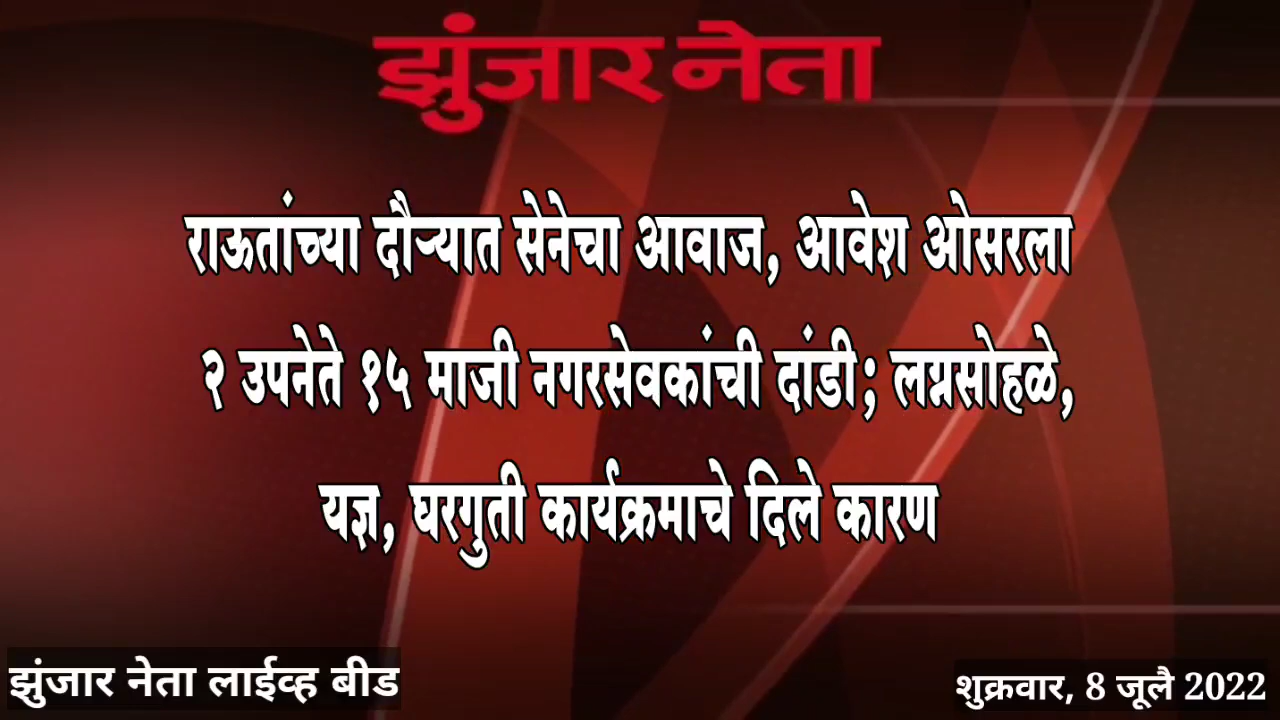 झुंजार नेता
राऊतांच्या दौऱ्यात सेनेचा आवाज, आवेश ओसरला
२ उपनेते १५ माजी नगरसेवकांची दांडी; लग्नसोहळे,
यज्ञ, घरगुती कार्यक्रमाचे दिले कारण
झुंजार नेता लाईव्ह बीड
शुक्रवार, 8 जूलै 2022